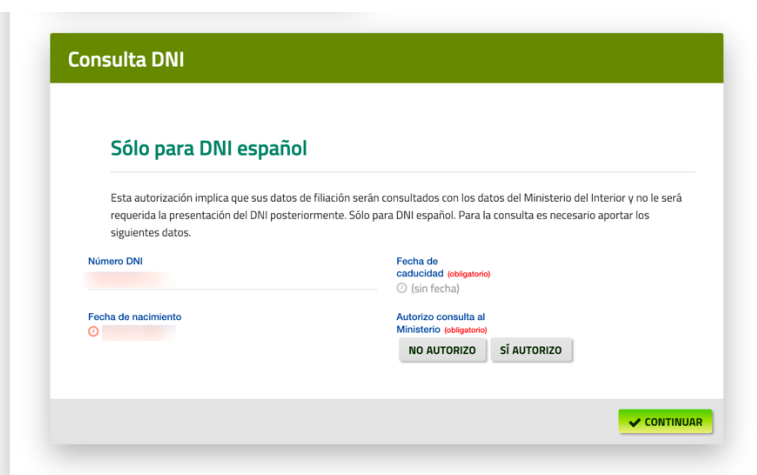 Consulta DNI
Sólo para DNI español
Esta autorización implica que sus datos de filiación serán consultados con los datos del Ministerio del Interior y no le será
requerida la presentación del DNI posteriormente. Sólo para DNI español. Para la consulta es necesario aportar los
siguientes datos.
Número DNI
Fecha de
caducidad (obligatorio)
(sin fecha)
Fecha de nacimiento
Autorizo consulta al
Ministerio (obligatorio)
NO AUTORIZO SÍ AUTORIZO
CONTINUAR